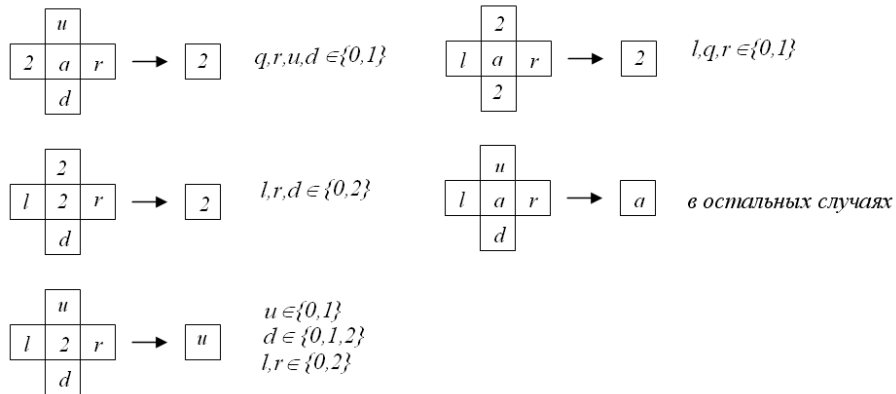 u
2 a r → 2 q,r,u,d ∈{0,1}
d
2
l a r → 2 l,q,r ∈{0,1}
2
2
l 2 r → 2 l,r,d ∈{0,2}
d
u
l a r → a в остальных случаях
d
u
l 2 r → u
d
u ∈{0,1}
d ∈{0,1,2}
l,r ∈{0,2}